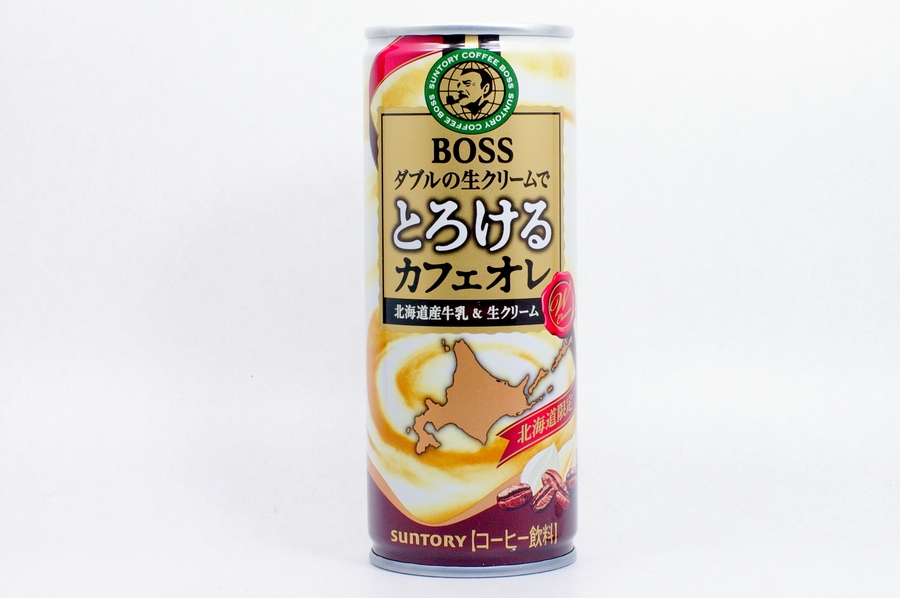 SUNTORY COFFEE BOSS SUNTORY COFFEE BOSS
BOSS
ダブルの生クリームで
とろける
カフェオレ
北海道産牛乳 & 生クリーム
W
北海道限定
SUNTORY【コーヒー飲料】